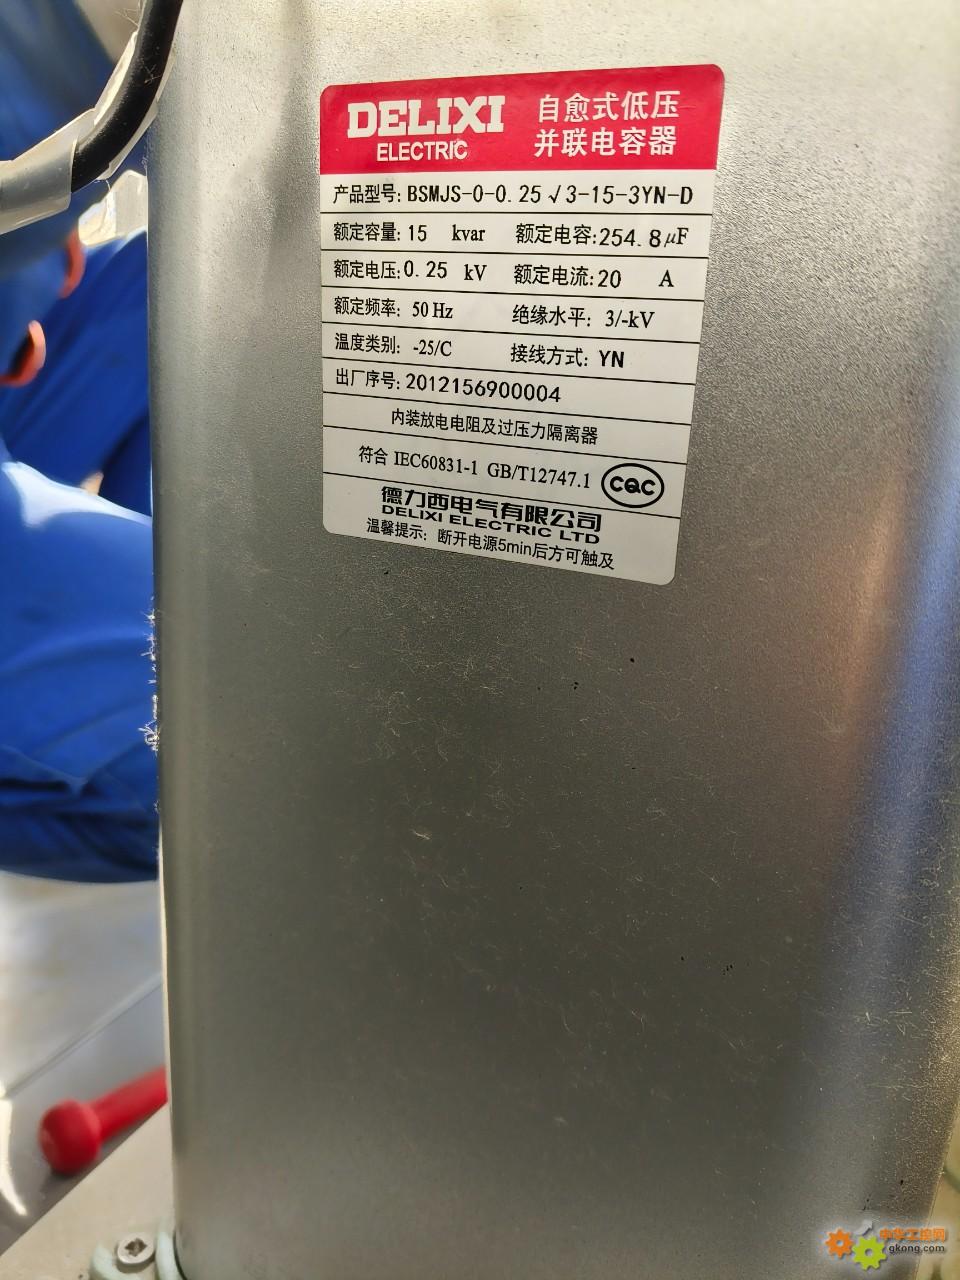 DELIXI
ELECTRIC
自愈式低压
并联电容器
产品型号: BSMJS-0-0.25√3-15-3YN-D
额定容量: 15 kvar 额定电容: 254.8μF
额定电压: 0.25 kV 额定电流: 20 A
额定频率: 50 Hz 绝缘水平: 3/-kV
温度类别: -25/C 接线方式: YN
出厂序号: 2012156900004
内装放电电阻及过压力隔离器
符合 IEC60831-1 GB/T12747.1
CQC
德力西电气有限公司
DELIXI ELECTRIC LTD
温馨提示: 断开电源5min后方可触及
中华工控网
gkong.com